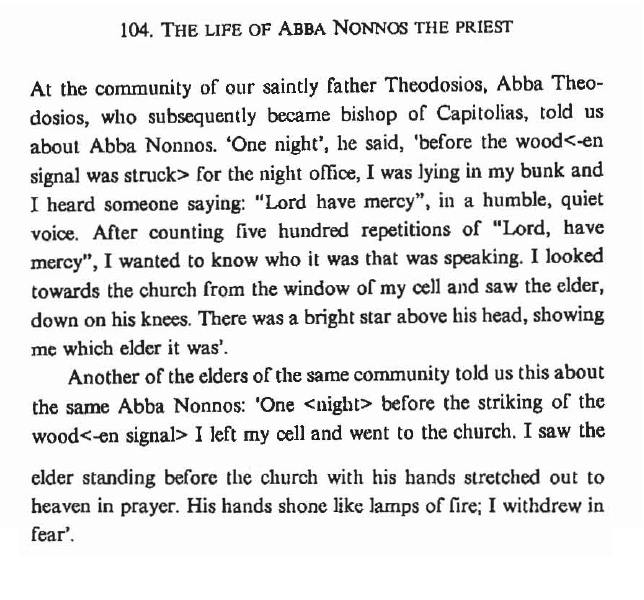 104. THE LIFE OF ABBA NONNOS THE PRIEST
At the community of our saintly father Theodosios, Abba Theo-
dosios, who subsequently became bishop of Capitolias, told us
about Abba Nonnos. ‘One night’, he said, 'before the wood<-en
signal was struck> for the night office, I was lying in my bunk and
I heard someone saying: "Lord have mercy", in a humble, quiet
voice. After counting five hundred repetitions of "Lord, have
mercy", I wanted to know who it was that was speaking. I looked
towards the church from the window of my cell and saw the elder,
down on his knees. There was a bright star above his head, showing
me which elder it was'.
Another of the elders of the same community told us this about
the same Abba Nonnos: 'One <night> before the striking of the
wood<-en signal> I left my cell and went to the church. I saw the
elder standing before the church with his hands stretched out to
heaven in prayer. His hands shone like lamps of fire; I withdrew in
fear'.